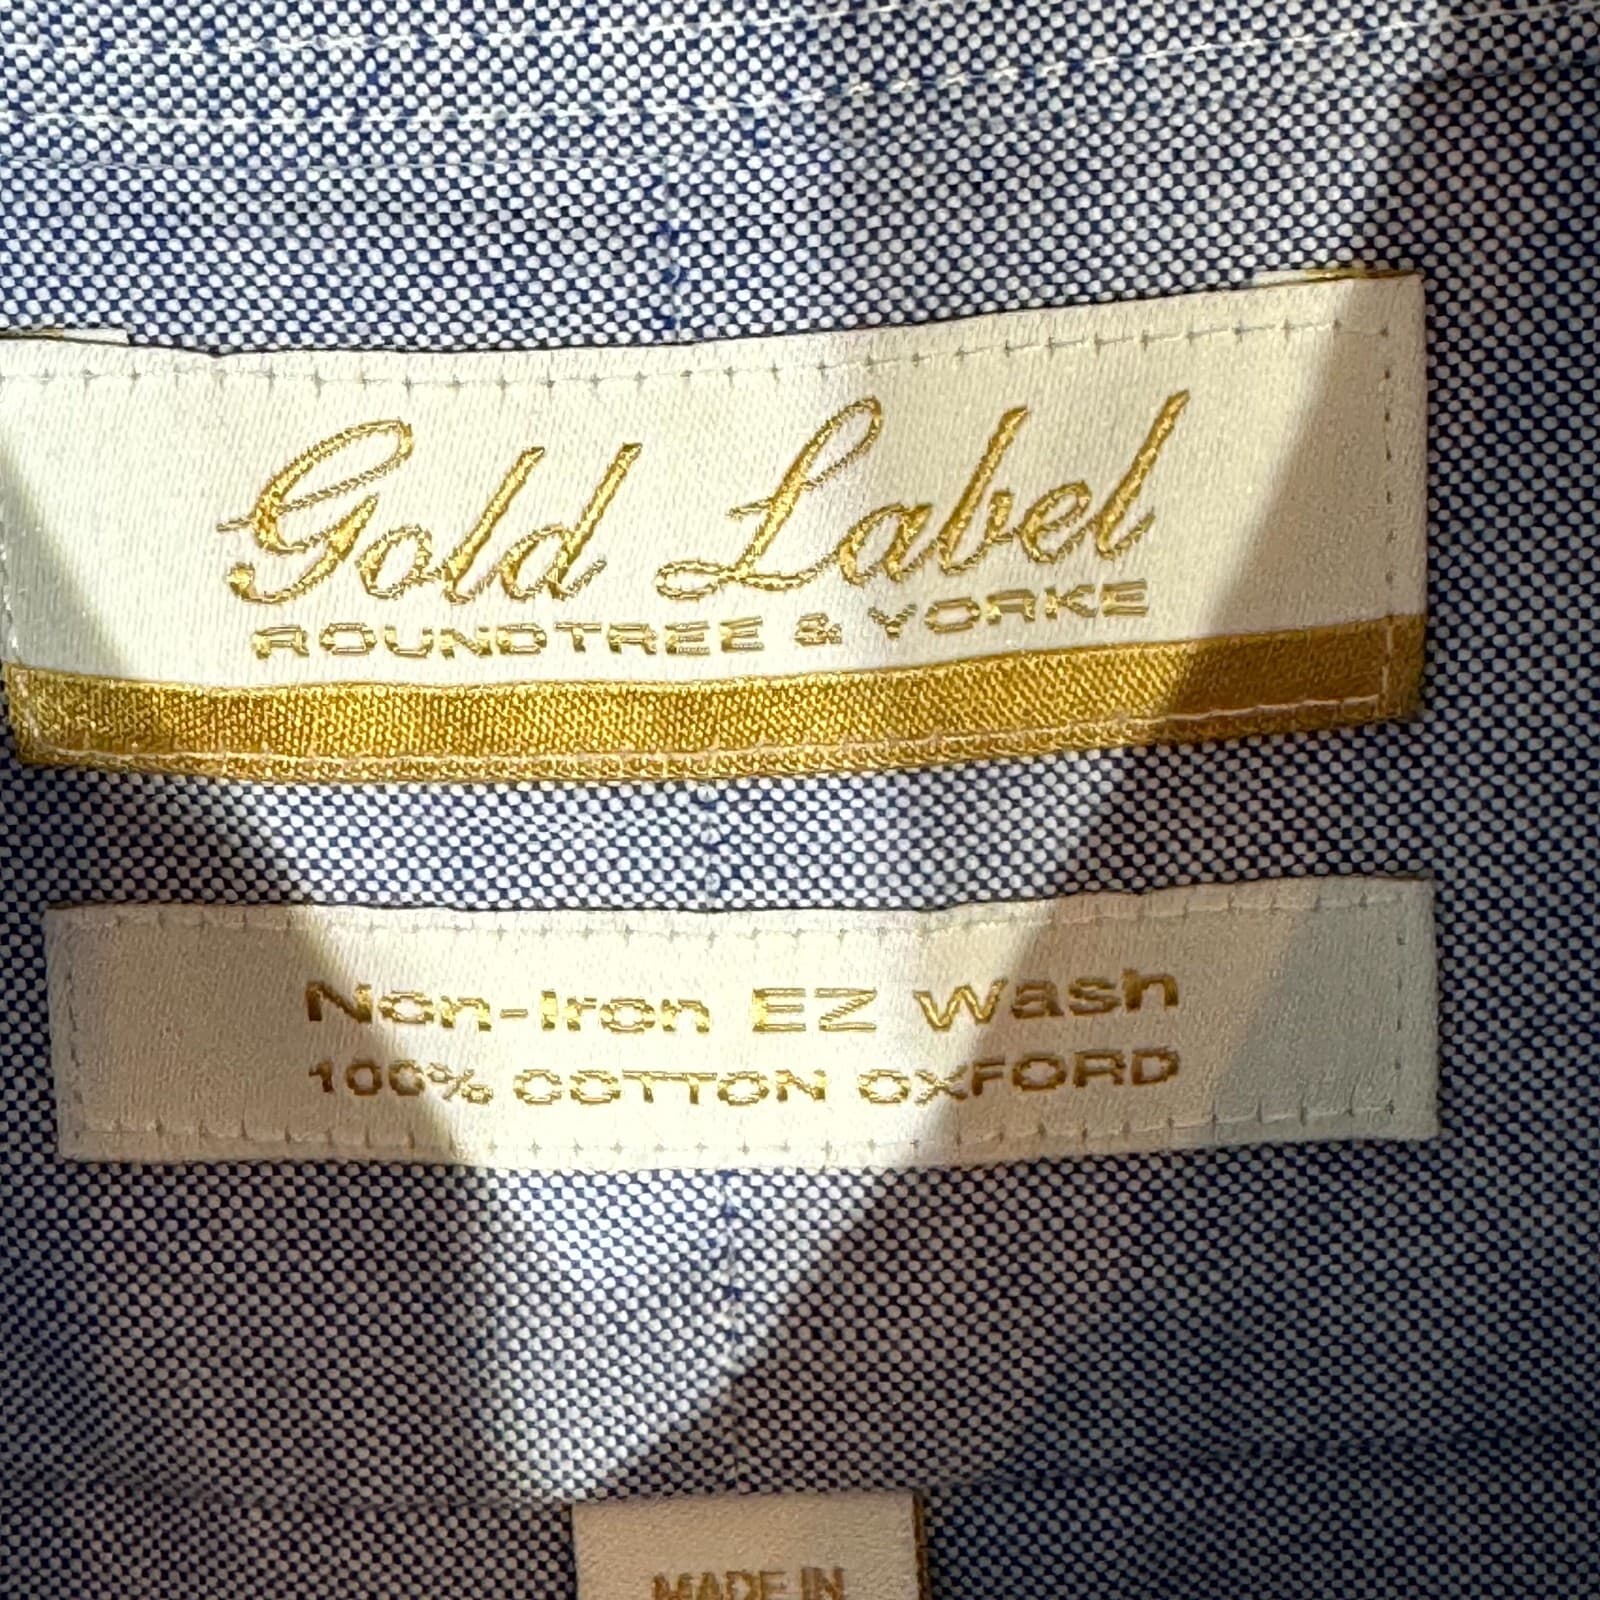 Gold Label
ROUNDTREE & YORKE
Non-Iron EZ Wash
100% COTTON OXFORD
MADE IN